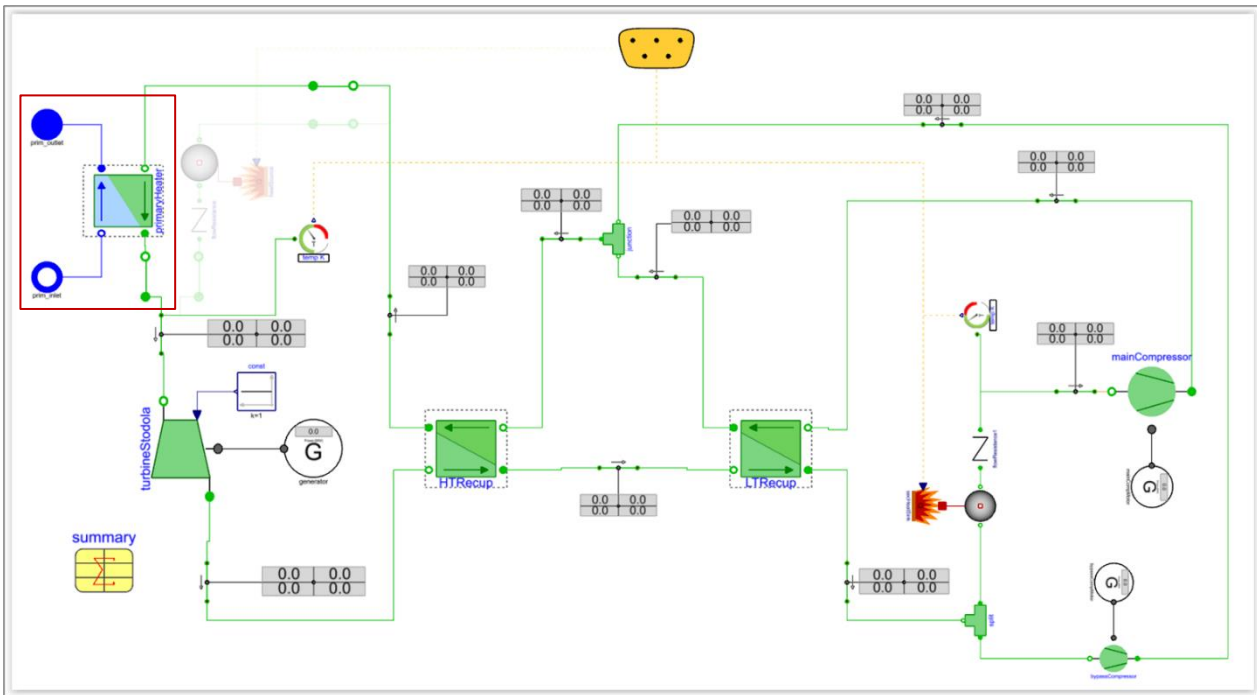 0.0 0.0
0.0 0.0
0.0 0.0
0.0 0.0
prim_outlet
primaryHeater
0.0 0.0
0.0 0.0
0.0 0.0
0.0 0.0
junction
temp K
T
prim_inlet
0.0 0.0
0.0 0.0
0.0 0.0
0.0 0.0
0.0 0.0
0.0 0.0
mainCompressor
const
k=1
turbineStodola
0.0
G
generator
HTRecup
LTRecup
flowResistance1
G
mainCompressor
0.0 0.0
0.0 0.0
summary
Σ
0.0 0.0
0.0 0.0
0.0 0.0
0.0 0.0
G
split
bypassCompressor